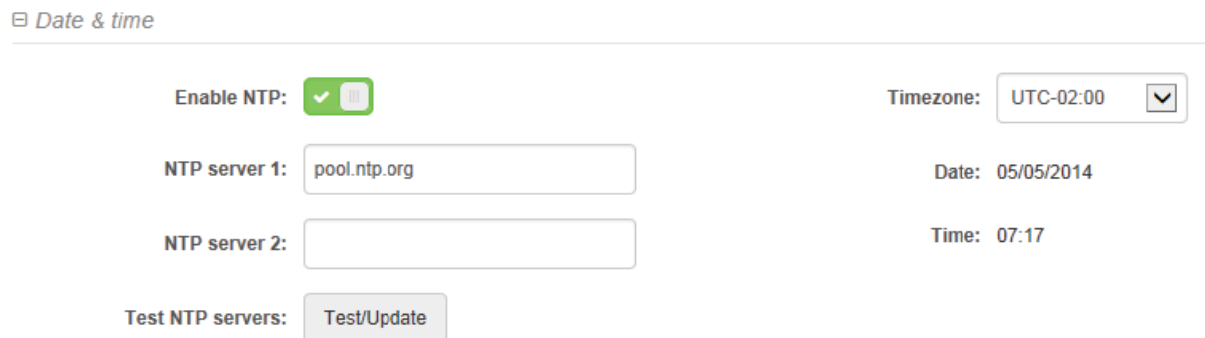 Date & time
Enable NTP:
Timezone: UTC-02:00
NTP server 1: pool.ntp.org
Date: 05/05/2014
NTP server 2:
Time: 07:17
Test NTP servers: Test/Update